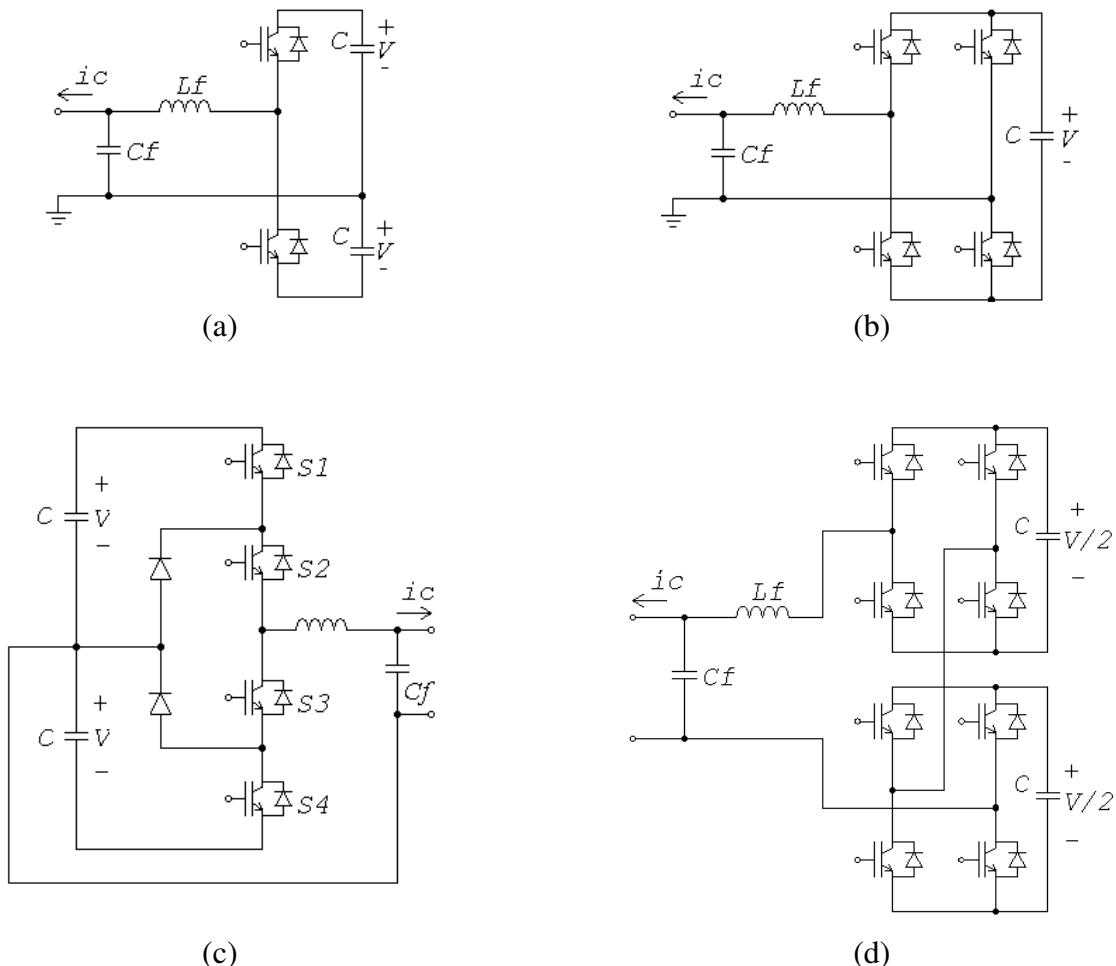 ic
Lf
Cf
C
+
V
-
C
+
V
-
(a)
ic
Lf
Cf
C
+
V
-
(b)
C
+
V
−
C
+
V
−
S1
S2
S3
S4
ic
Cf
(c)
ic
Lf
Cf
C
+
V/2
−
C
+
V/2
−
(d)